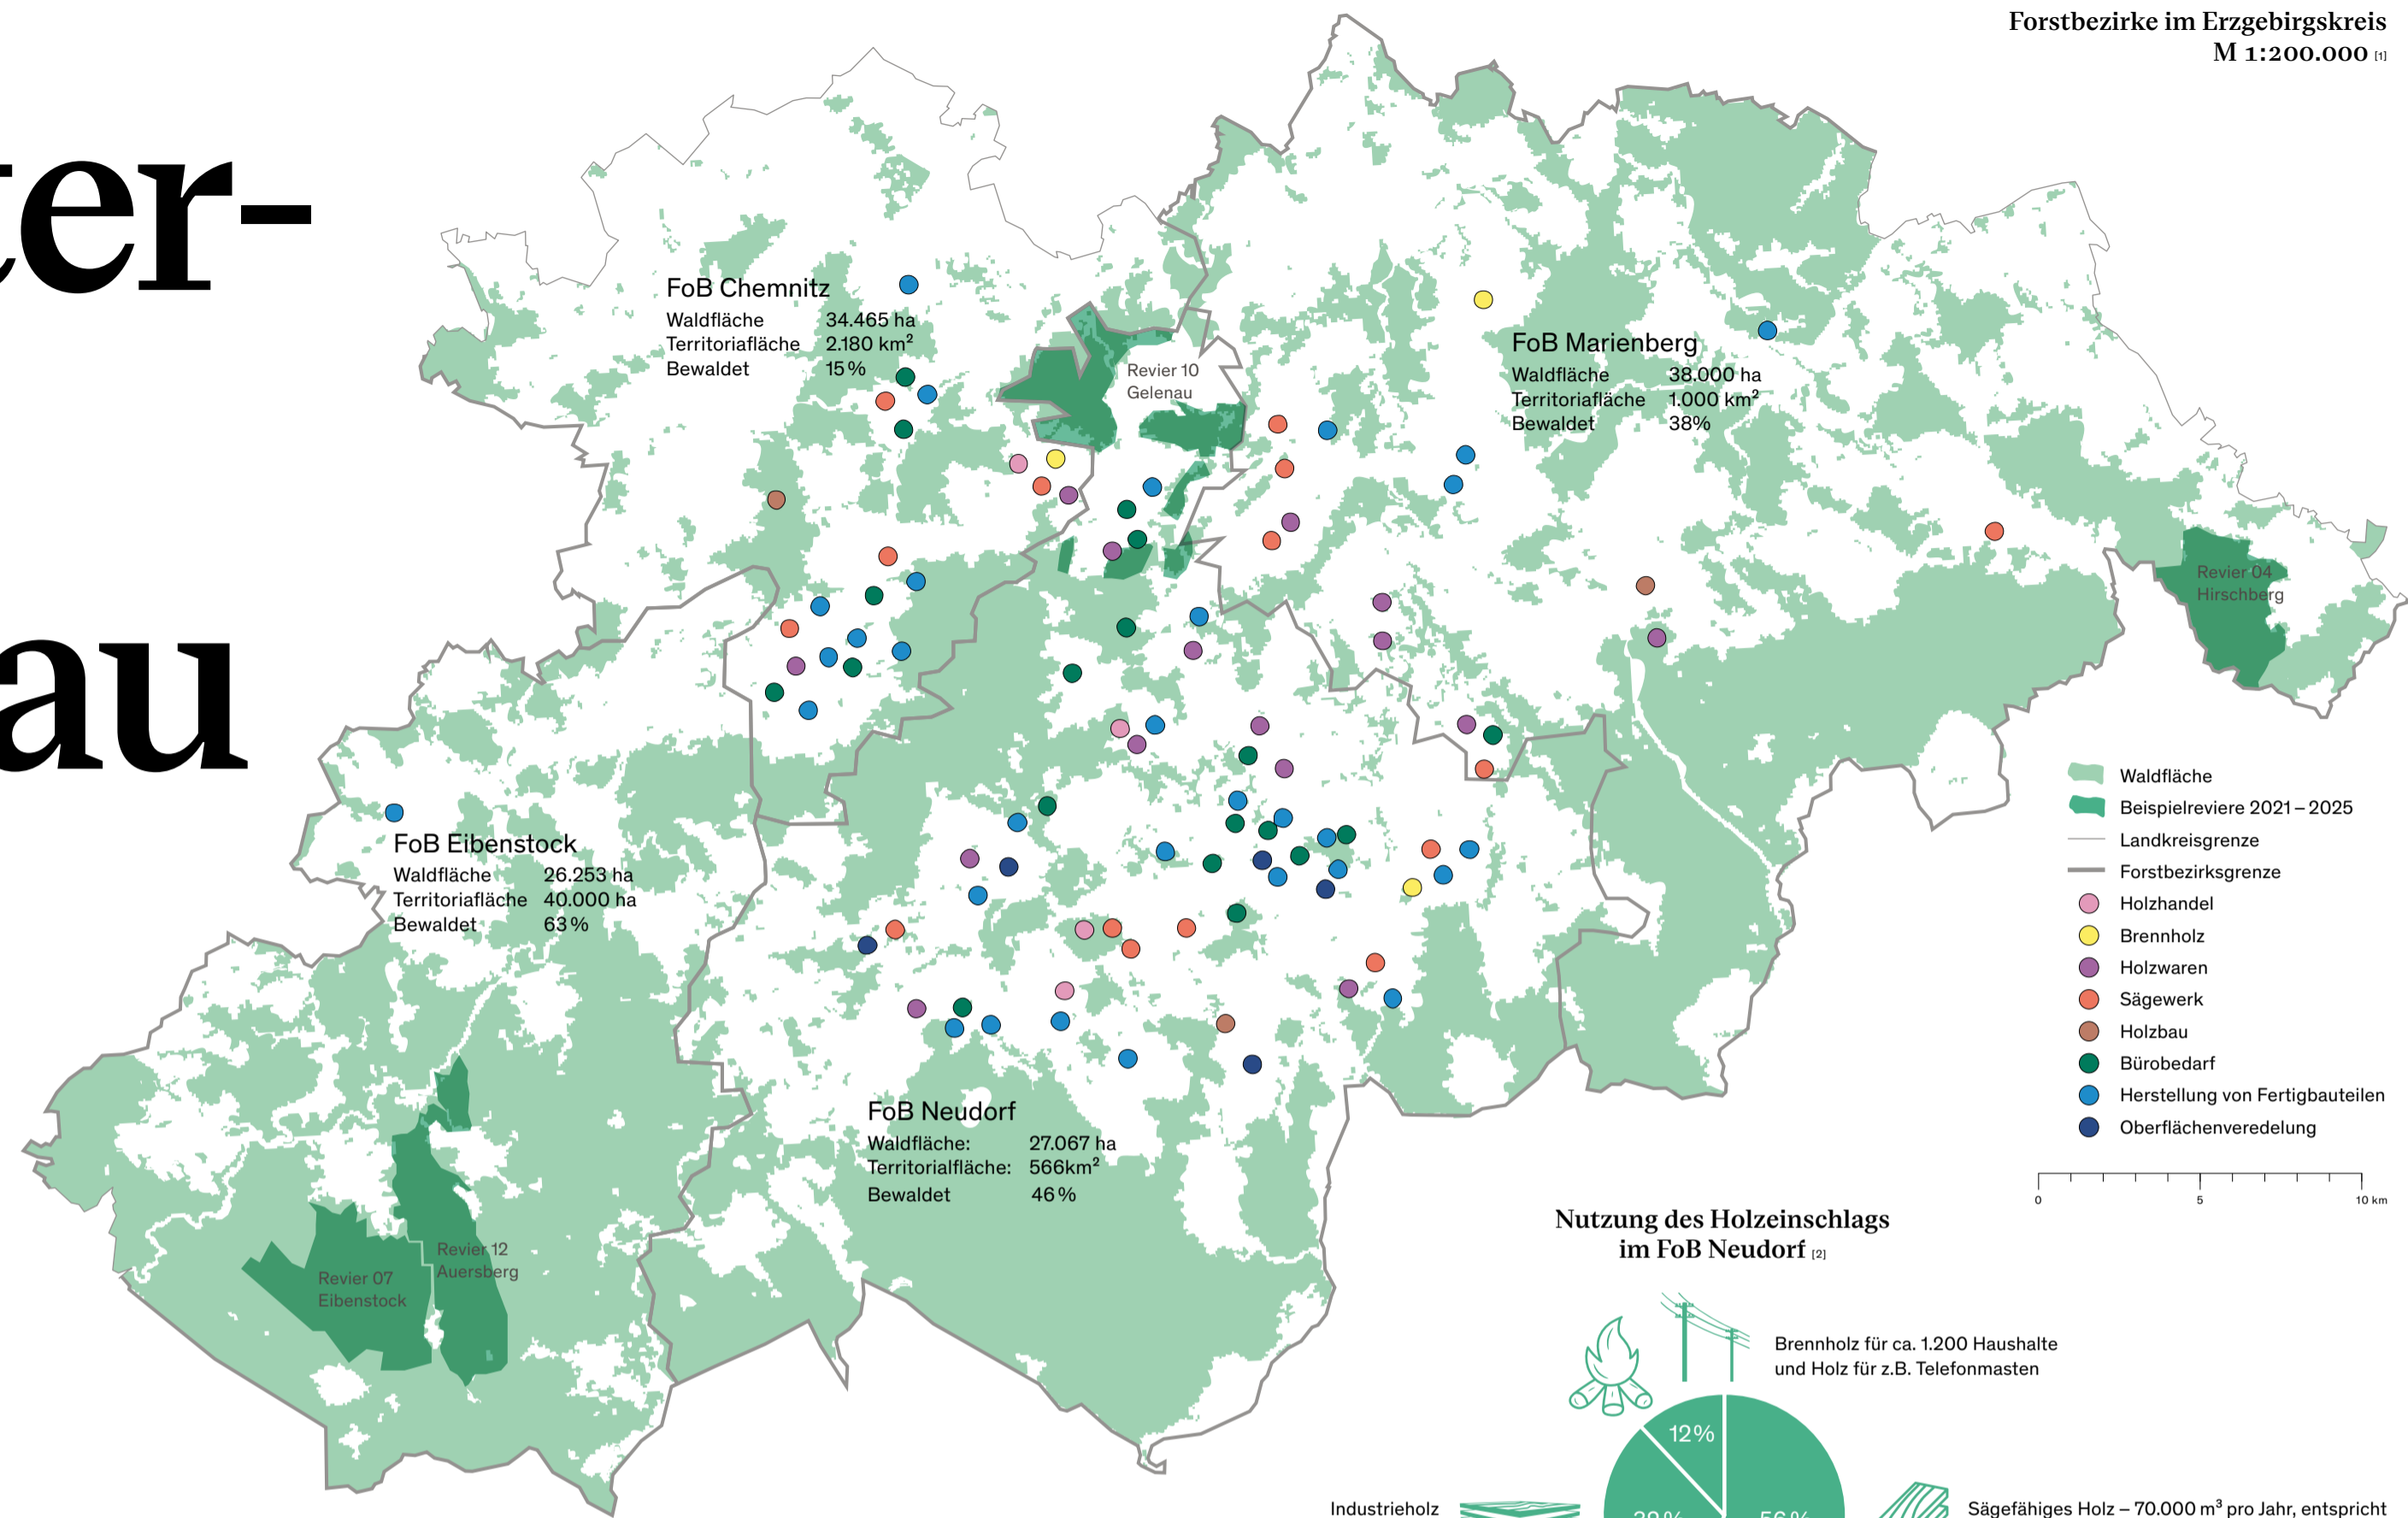 ter-
au
Forstbezirke im Erzgebirgskreis
M 1:200.000 [1]
FoB Chemnitz
Waldfläche 34.465 ha
Territoriafläche 2.180 km²
Bewaldet 15 %
Revier 10
Gelenau
FoB Marienberg
Waldfläche 38.000 ha
Territoriafläche 1.000 km²
Bewaldet 38%
Revier 04
Hirschberg
FoB Eibenstock
Waldfläche 26.253 ha
Territoriafläche 40.000 ha
Bewaldet 63 %
FoB Neudorf
Waldfläche: 27.067 ha
Territorialfläche: 566km²
Bewaldet 46 %
Revier 12
Auersberg
Revier 07
Eibenstock
Waldfläche
Beispielreviere 2021 – 2025
Landkreisgrenze
Forstbezirksgrenze
Holzhandel
Brennholz
Holzwaren
Sägewerk
Holzbau
Bürobedarf
Herstellung von Fertigbauteilen
Oberflächenveredelung
0 5 10 km
Nutzung des Holzeinschlags
im FoB Neudorf [2]
Brennholz für ca. 1.200 Haushalte
und Holz für z.B. Telefonmasten
12 %
Industrieholz
56 %
Sägefähiges Holz – 70.000 m³ pro Jahr, entspricht